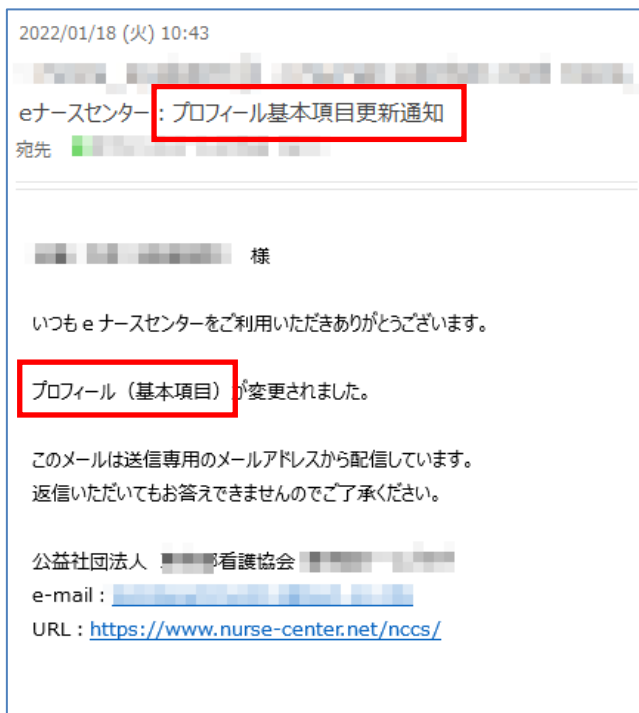 2022/01/18 (火) 10:43
eナースセンター：プロフィール基本項目更新通知
宛先
様
いつも e ナースセンターをご利用いただきありがとうございます。
プロフィール（基本項目）が変更されました。
このメールは送信専用のメールアドレスから配信しています。
返信いただいてもお答えできませんのでご了承ください。
公益社団法人 看護協会
e-mail：
URL：https://www.nurse-center.net/nccs/